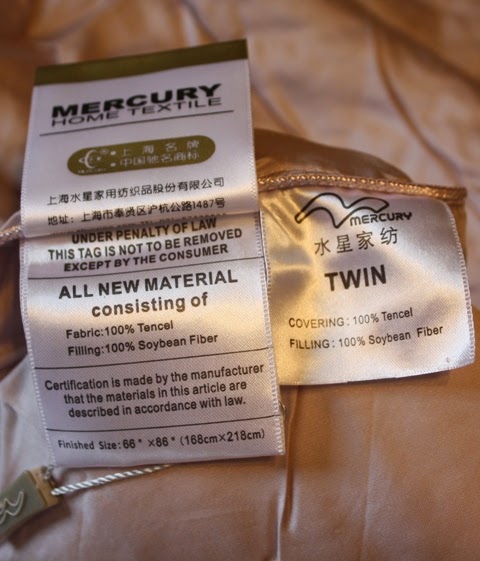 MERCURY
HOME TEXTILE
上海名牌
中国驰名商标
上海水星家用纺织品股份有限公司
地址：上海市奉贤区沪杭公路1487号
UNDER PENALTY OF LAW
THIS TAG IS NOT TO BE REMOVED
EXCEPT BY THE CONSUMER
ALL NEW MATERIAL
consisting of
Fabric:100% Tencel
Filling:100% Soybean Fiber
Certification is made by the manufacturer
that the materials in this article are
described in accordance with law.
Finished Size: 66" ×86" (168cm×218cm)
MERCURY
水星家纺
TWIN
COVERING: 100% Tencel
FILLING: 100% Soybean Fiber